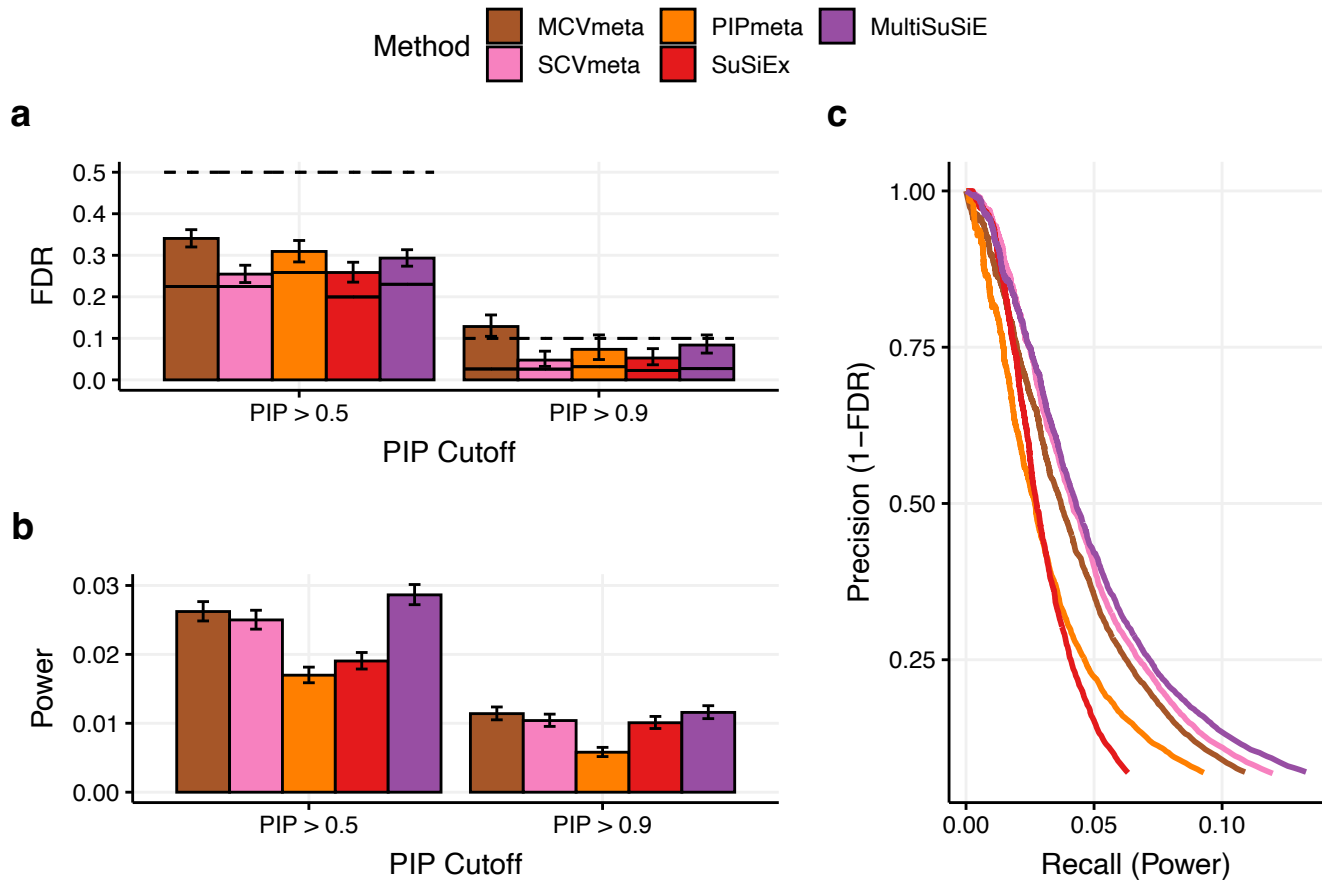 Method
MCVmeta
PIPmeta
MultiSuSiE
SCVmeta
SuSiEx
a
FDR
0.5
0.4
0.3
0.2
0.1
0.0
PIP > 0.5
PIP > 0.9
PIP Cutoff
b
Power
0.03
0.02
0.01
0.00
PIP > 0.5
PIP > 0.9
PIP Cutoff
c
Precision (1−FDR)
1.00
0.75
0.50
0.25
0.00
0.05
0.10
Recall (Power)